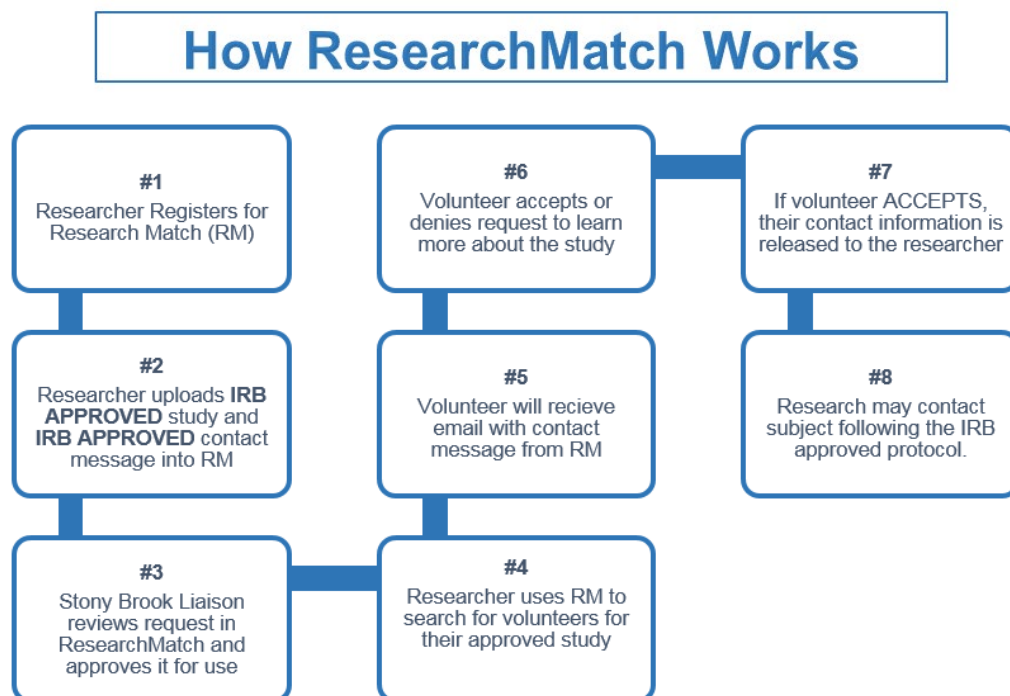 How ResearchMatch Works
#1
Researcher Registers for
Research Match (RM)
#2
Researcher uploads IRB
APPROVED study and
IRB APPROVED contact
message into RM
#3
Stony Brook Liaison
reviews request in
ResearchMatch and
approves it for use
#4
Researcher uses RM to
search for volunteers for
their approved study
#5
Volunteer will recieve
email with contact
message from RM
#6
Volunteer accepts or
denies request to learn
more about the study
#7
If volunteer ACCEPTS,
their contact information is
released to the researcher
#8
Research may contact
subject following the IRB
approved protocol.